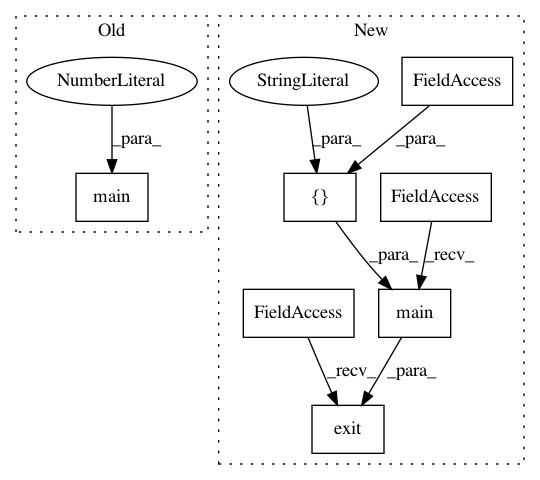 Old
New
NumberLiteral
StringLiteral
FieldAccess
_para_
_para_
_para_
main
{}
FieldAccess
_para_
_recv_
FieldAccess
main
_recv_
_para_
exit